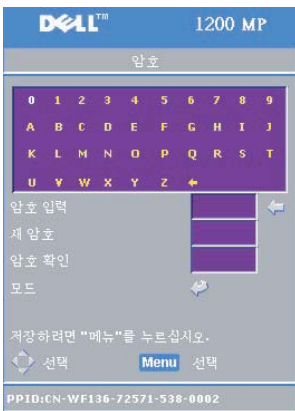 DELL™ 1200 MP
암호
0 1 2 3 4 5 6 7 8 9
A B C D E F G H I J
K L M N O P Q R S T
U V W X Y Z ←
암호 입력
새 암호
암호 확인
모드
저장하려면 "메뉴"를 누르십시오.
선택 Menu 선택
PPID:CN-WF136-72571-538-0002